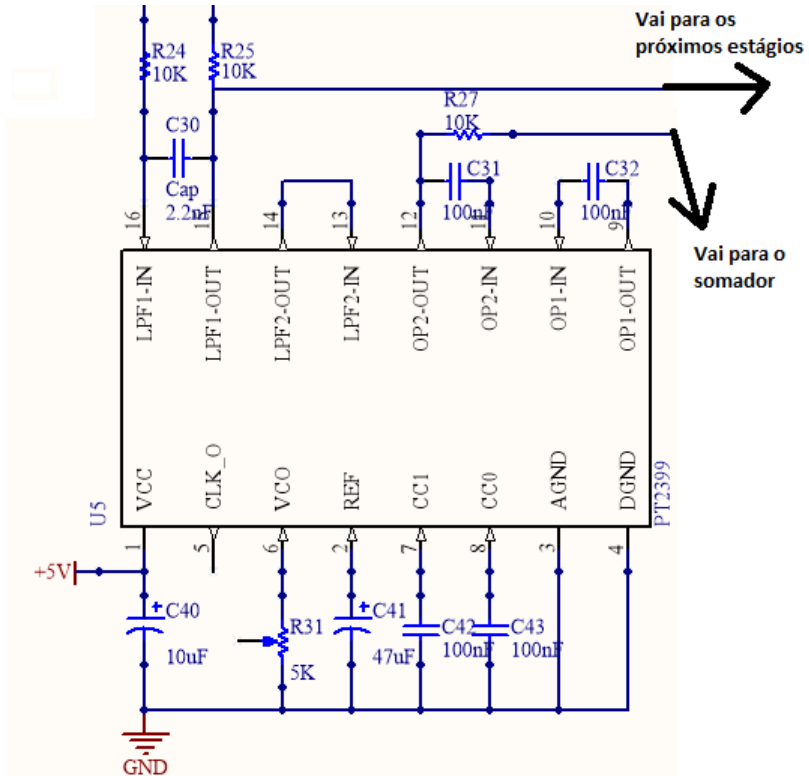 Vai para os
próximos estágios
R24
10K
R25
10K
R27
10K
C30
Cap
2.2nF
C31
100nF
C32
100nF
Vai para o
somador
16
14
13
12
10
9
LPF1-IN
LPF1-OUT
LPF2-OUT
LPF2-IN
OP2-OUT
OP2-IN
OP1-IN
OP1-OUT
VCC
CLK_O
VCO
REF
CC1
CC0
AGND
DGND
U5
PT2399
1
5
6
2
7
8
3
4
+5V
C40
10uF
R31
5K
C41
47uF
C42
100nF
C43
100nF
GND